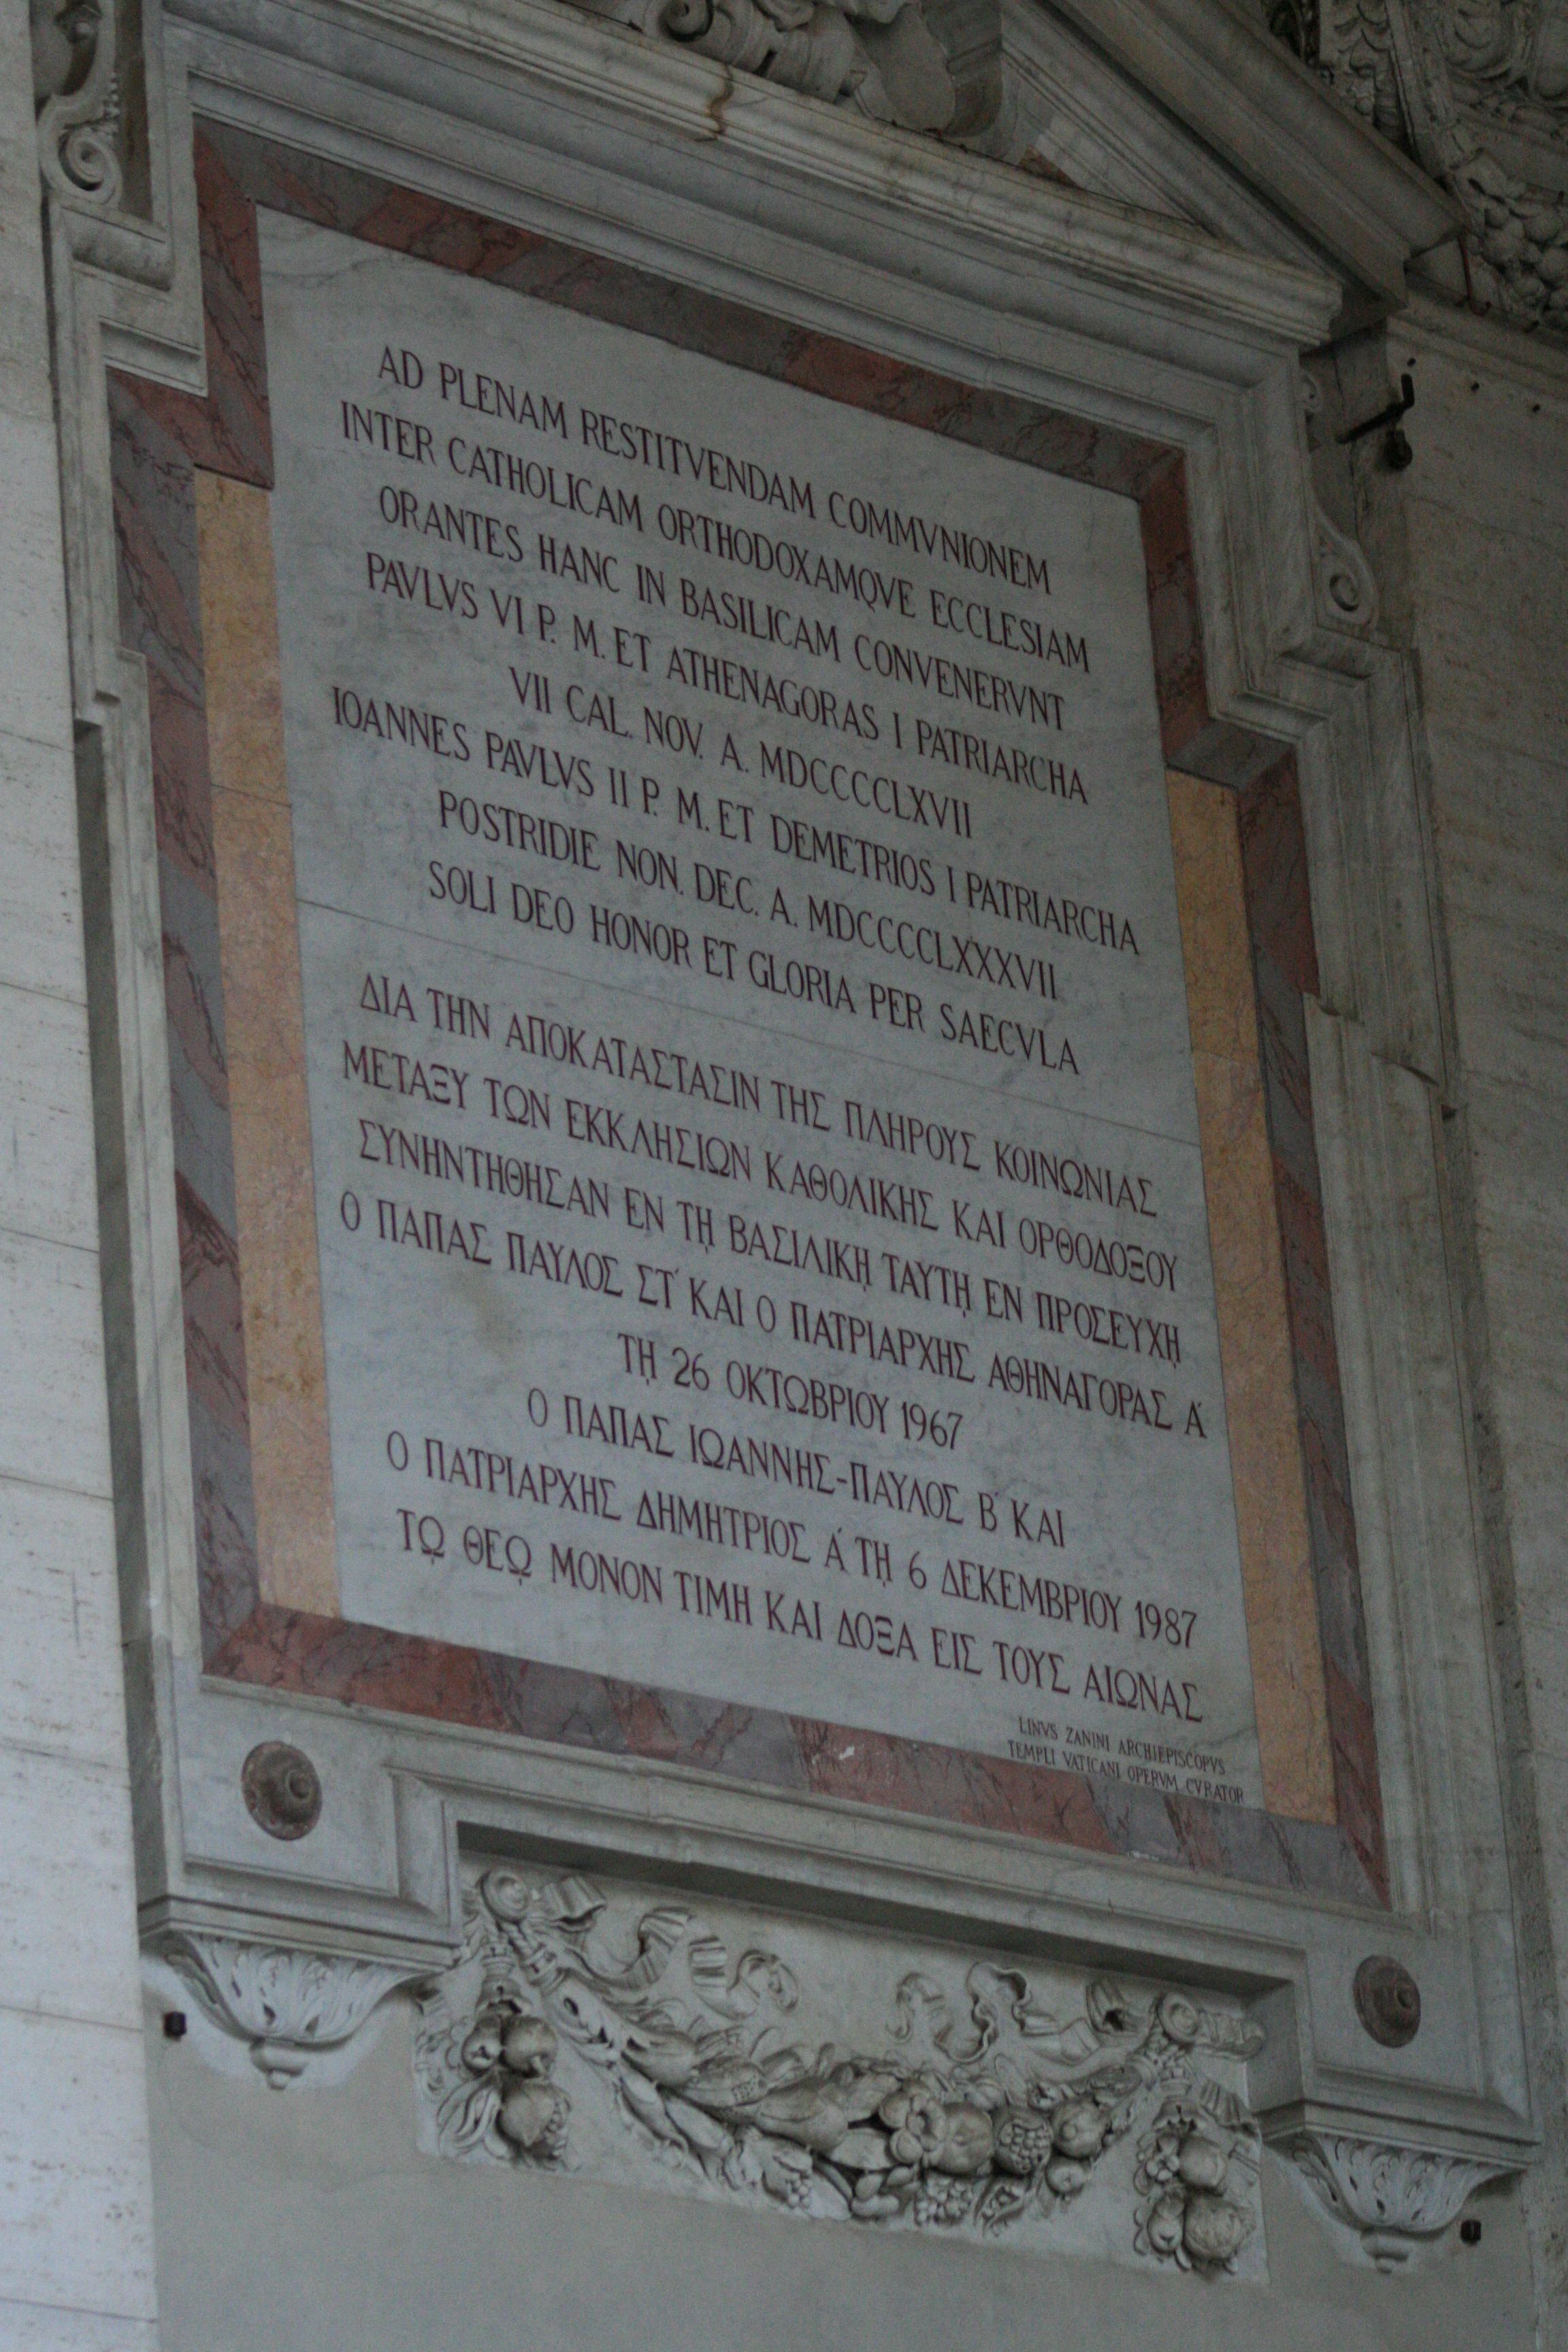 AD PLENAM RESTITVENDAM COMMVNIONEM
INTER CATHOLICAM ORTHODOXAMQVE ECCLESIAM
ORANTES HANC IN BASILICAM CONVENERVNT
PAVLVS VI P. M. ET ATHENAGORAS I PATRIARCHA
VII CAL. NOV. A. MDCCCCLXVII
IOANNES PAVLVS II P. M. ET DEMETRIOS I PATRIARCHA
POSTRIDIE NON. DEC. A. MDCCCCLXXXVII
SOLI DEO HONOR ET GLORIA PER SAECVLA
ΔΙΑ ΤΗΝ ΑΠΟΚΑΤΑΣΤΑΣΙΝ ΤΗΣ ΠΛΗΡΟΥΣ ΚΟΙΝΩΝΙΑΣ
ΜΕΤΑΞΥ ΤΩΝ ΕΚΚΛΗΣΙΩΝ ΚΑΘΟΛΙΚΗΣ ΚΑΙ ΟΡΘΟΔΟΞΟΥ
ΣΥΝΗΝΤΗΘΗΣΑΝ ΕΝ Τῌ ΒΑΣΙΛΙΚῌ ΤΑΥΤῌ ΕΝ ΠΡΟΣΕΥΧῌ
Ο ΠΑΠΑΣ ΠΑΥΛΟΣ ΣΤ΄ ΚΑΙ Ο ΠΑΤΡΙΑΡΧΗΣ ΑΘΗΝΑΓΟΡΑΣ Α΄
Τῌ 26 ΟΚΤΩΒΡΙΟΥ 1967
Ο ΠΑΠΑΣ ΙΩΑΝΝΗΣ-ΠΑΥΛΟΣ Β΄ ΚΑΙ
Ο ΠΑΤΡΙΑΡΧΗΣ ΔΗΜΗΤΡΙΟΣ Α΄ Τῌ 6 ΔΕΚΕΜΒΡΙΟΥ 1987
Τῼ ΘΕῼ ΜΟΝΟΝ ΤΙΜΗ ΚΑΙ ΔΟΞΑ ΕΙΣ ΤΟΥΣ ΑΙΩΝΑΣ
LINVS ZANINI ARCHIEPISCOPVS
TEMPLI VATICANI OPERVM CVRATOR